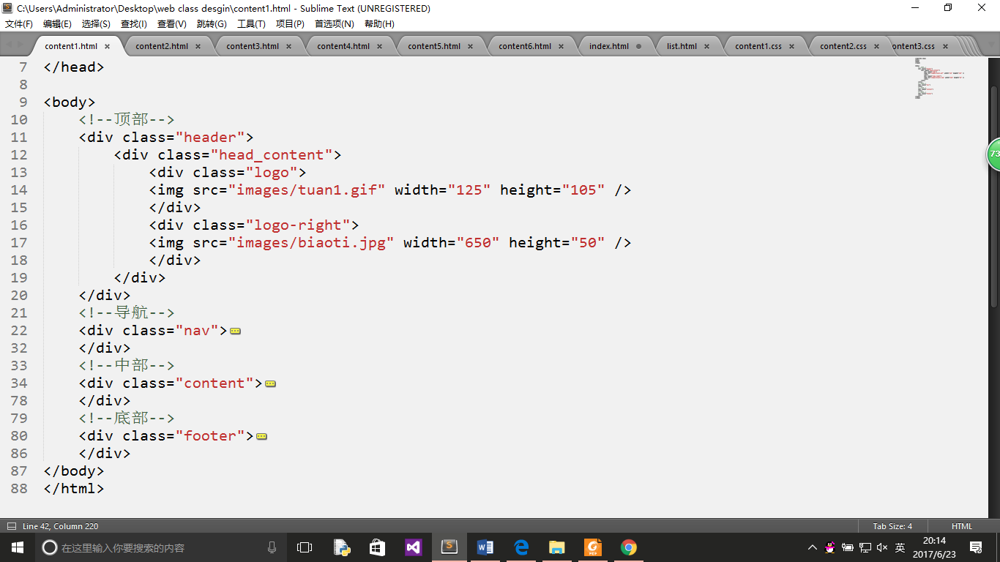 C:\Users\Administrator\Desktop\web class desgin\content1.html - Sublime Text (UNREGISTERED)
文件(F) 编辑(E) 选择(S) 查找(I) 查看(V) 跳转(G) 工具(T) 项目(P) 首选项(N) 帮助(H)
content1.html content2.html content3.html content4.html content5.html content6.html index.html list.html content1.css content2.css ontent3.css
7 </head>
8
9 <body>
10 <!--顶部-->
11 <div class="header">
12 <div class="head_content">
13 <div class="logo">
14 <img src="images/tuan1.gif" width="125" height="105" />
15 </div>
16 <div class="logo-right">
17 <img src="images/biaoti.jpg" width="650" height="50" />
18 </div>
19 </div>
20 </div>
21 <!--导航-->
22 <div class="nav">
32 </div>
33 <!--中部-->
34 <div class="content">
78 </div>
79 <!--底部-->
80 <div class="footer">
86 </div>
87 </body>
88 </html>
73
Line 42, Column 220 Tab Size: 4 HTML
在这里输入你要搜索的内容 英 20:14
2017/6/23